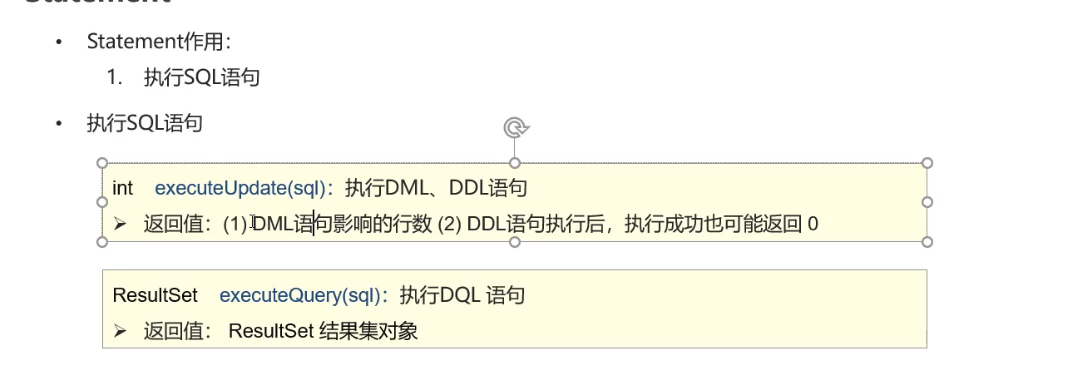 Statement
• Statement作用：
1. 执行SQL语句
• 执行SQL语句
int executeUpdate(sql)：执行DML、DDL语句
➢ 返回值：(1) DML语句影响的行数 (2) DDL语句执行后，执行成功也可能返回 0
ResultSet executeQuery(sql)：执行DQL 语句
➢ 返回值： ResultSet 结果集对象